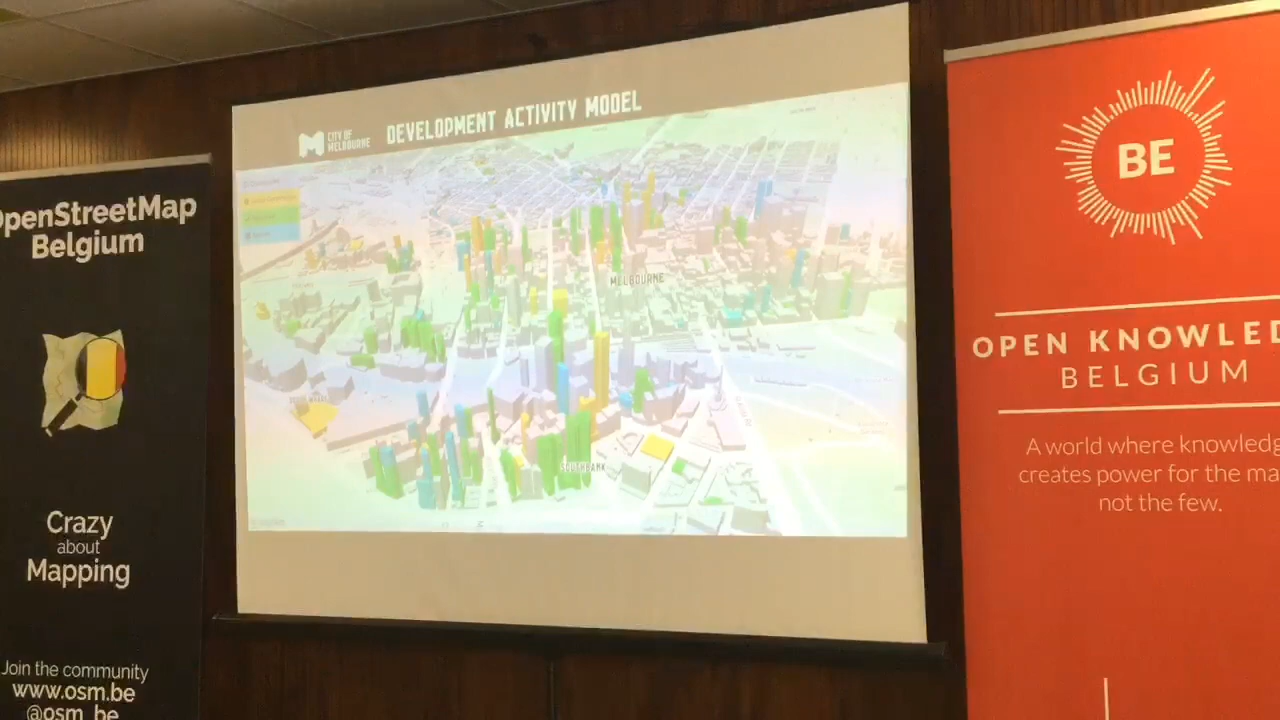 OpenStreetMap
Belgium
Crazy
about
Mapping
Join the community
www.osm.be
@osm_be
CITY OF
MELBOURNE
DEVELOPMENT ACTIVITY MODEL
MELBOURNE
SOUTHBANK
BE
OPEN KNOWLED
BELGIUM
A world where knowledg
creates power for the ma
not the few.